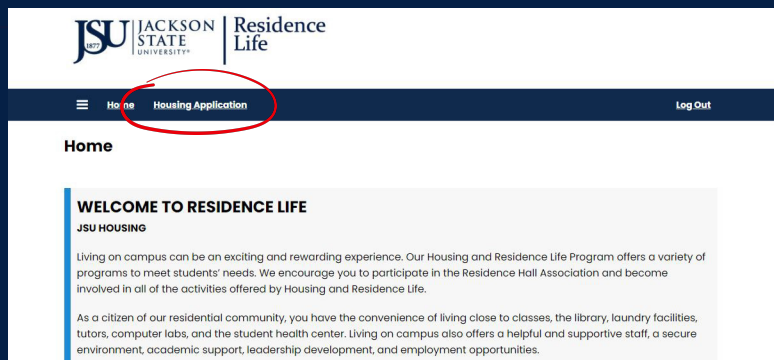 JSU JACKSON STATE UNIVERSITY® Residence Life
1877
Home Housing Application Log Out
Home
WELCOME TO RESIDENCE LIFE
JSU HOUSING
Living on campus can be an exciting and rewarding experience. Our Housing and Residence Life Program offers a variety of
programs to meet students' needs. We encourage you to participate in the Residence Hall Association and become
involved in all of the activities offered by Housing and Residence Life.
As a citizen of our residential community, you have the convenience of living close to classes, the library, laundry facilities,
tutors, computer labs, and the student health center. Living on campus also offers a helpful and supportive staff, a secure
environment, academic support, leadership development, and employment opportunities.